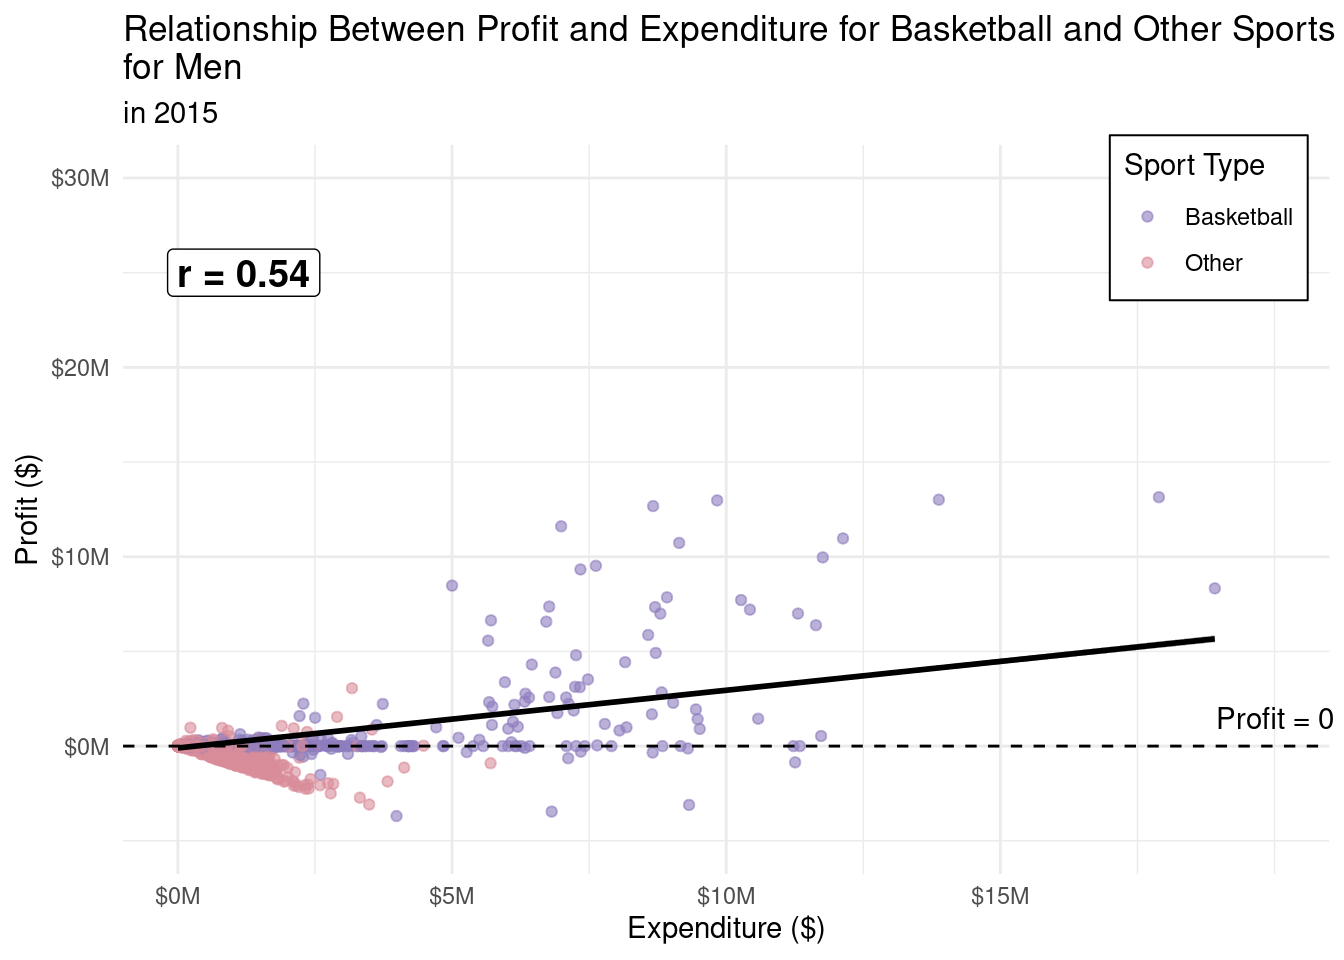 Relationship Between Profit and Expenditure for Basketball and Other Sports
for Men
in 2015
Sport Type
Basketball
Other
r = 0.54
Profit = 0
Profit ($)
$30M
$20M
$10M
$0M
$0M
$5M
$10M
$15M
Expenditure ($)